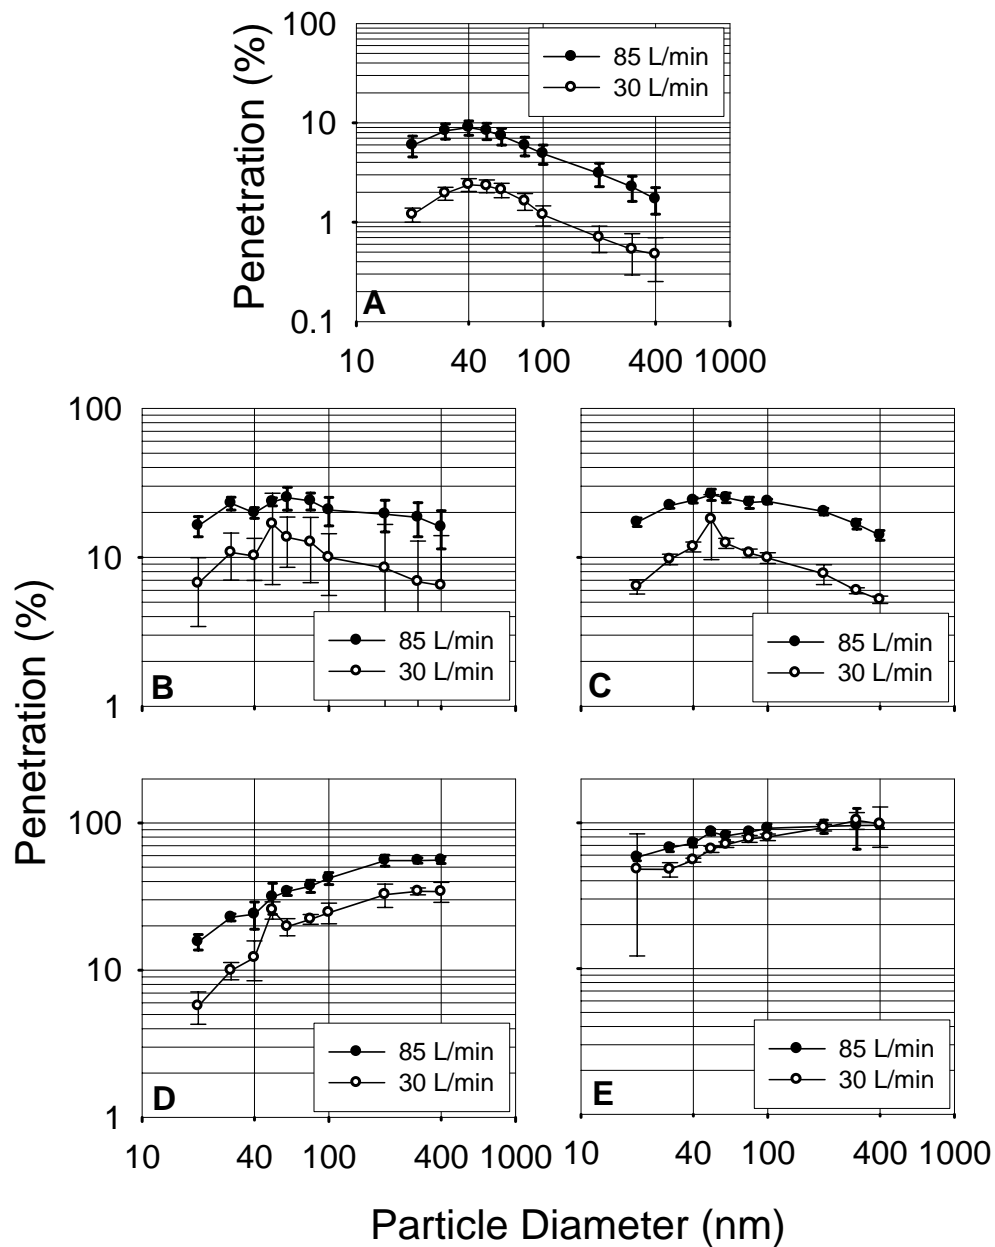 100
10
1
0.1
Penetration (%)
85 L/min
30 L/min
A
10 40 100 400 1000
100
10
1
85 L/min
30 L/min
B
85 L/min
30 L/min
C
Penetration (%)
100
10
1
85 L/min
30 L/min
D
85 L/min
30 L/min
E
10 40 100 400 1000
10 40 100 400 1000
Particle Diameter (nm)